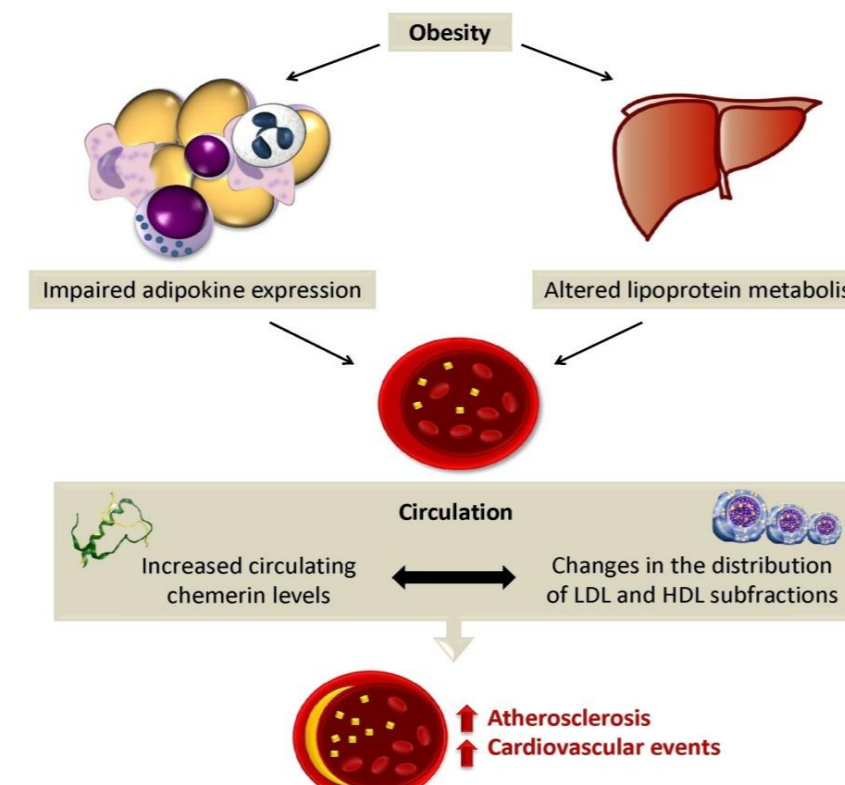 Obesity
Impaired adipokine expression
Altered lipoprotein metabolis
Circulation
Increased circulating
chemerin levels
Changes in the distribution
of LDL and HDL subfractions
Atherosclerosis
Cardiovascular events